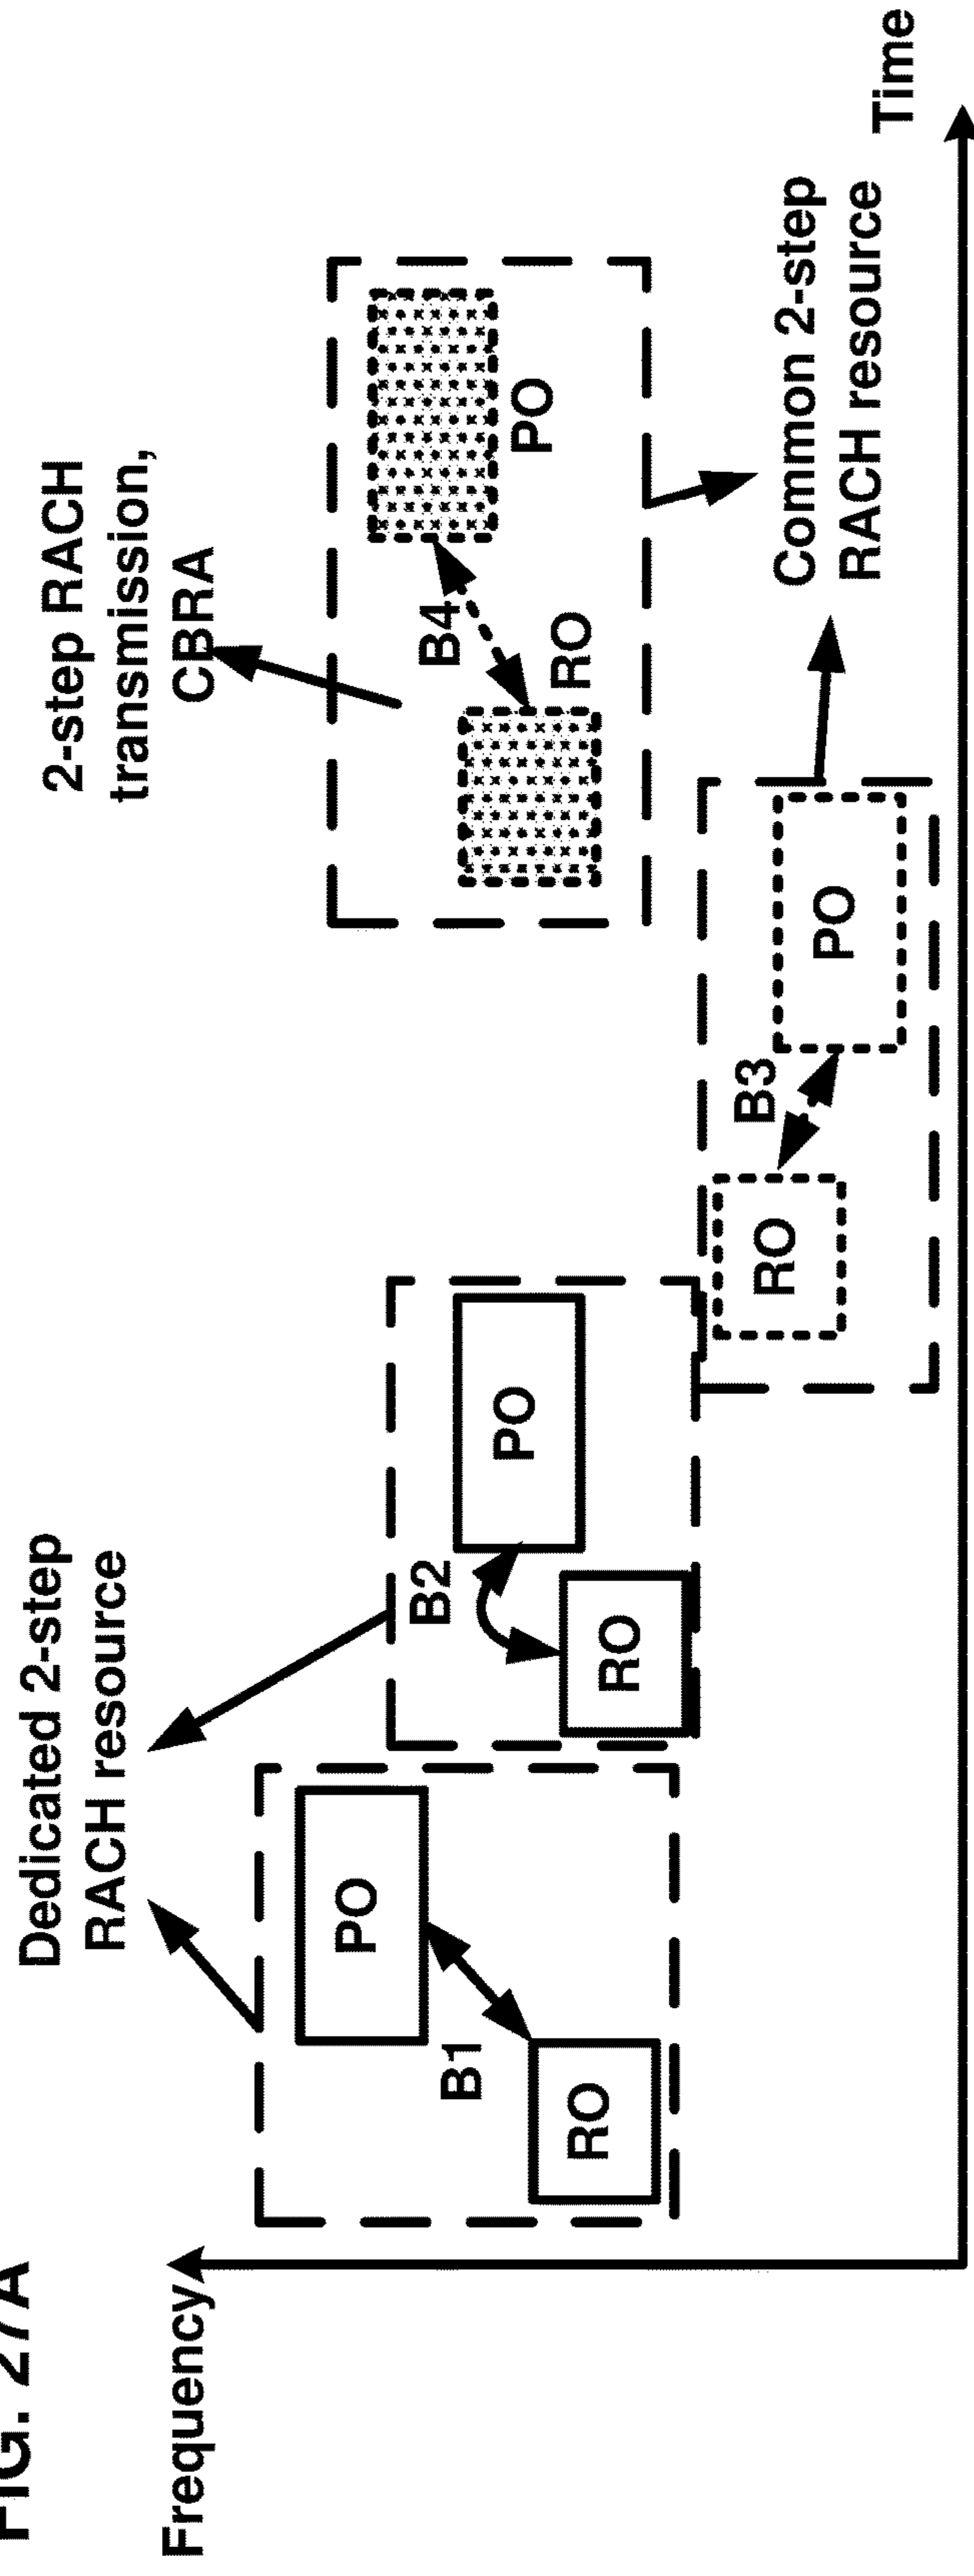 FIG. 27A
Frequency
Dedicated 2-step
RACH resource
2-step RACH
transmission,
CBRA
PO
B1
RO
B2
PO
RO
B3
RO
PO
B4
RO
PO
Common 2-step
RACH resource
Time